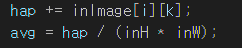 hap += inImage[i][k];
avg = hap / (inH * inW);